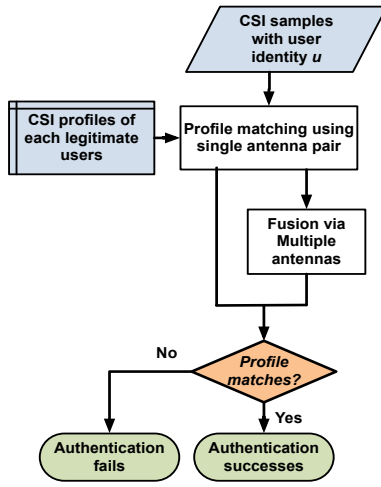 CSI samples
with user
identity u
CSI profiles of
each legitimate
users
Profile matching using
single antenna pair
Fusion via
Multiple
antennas
Profile
matches?
No
Yes
Authentication
fails
Authentication
successes